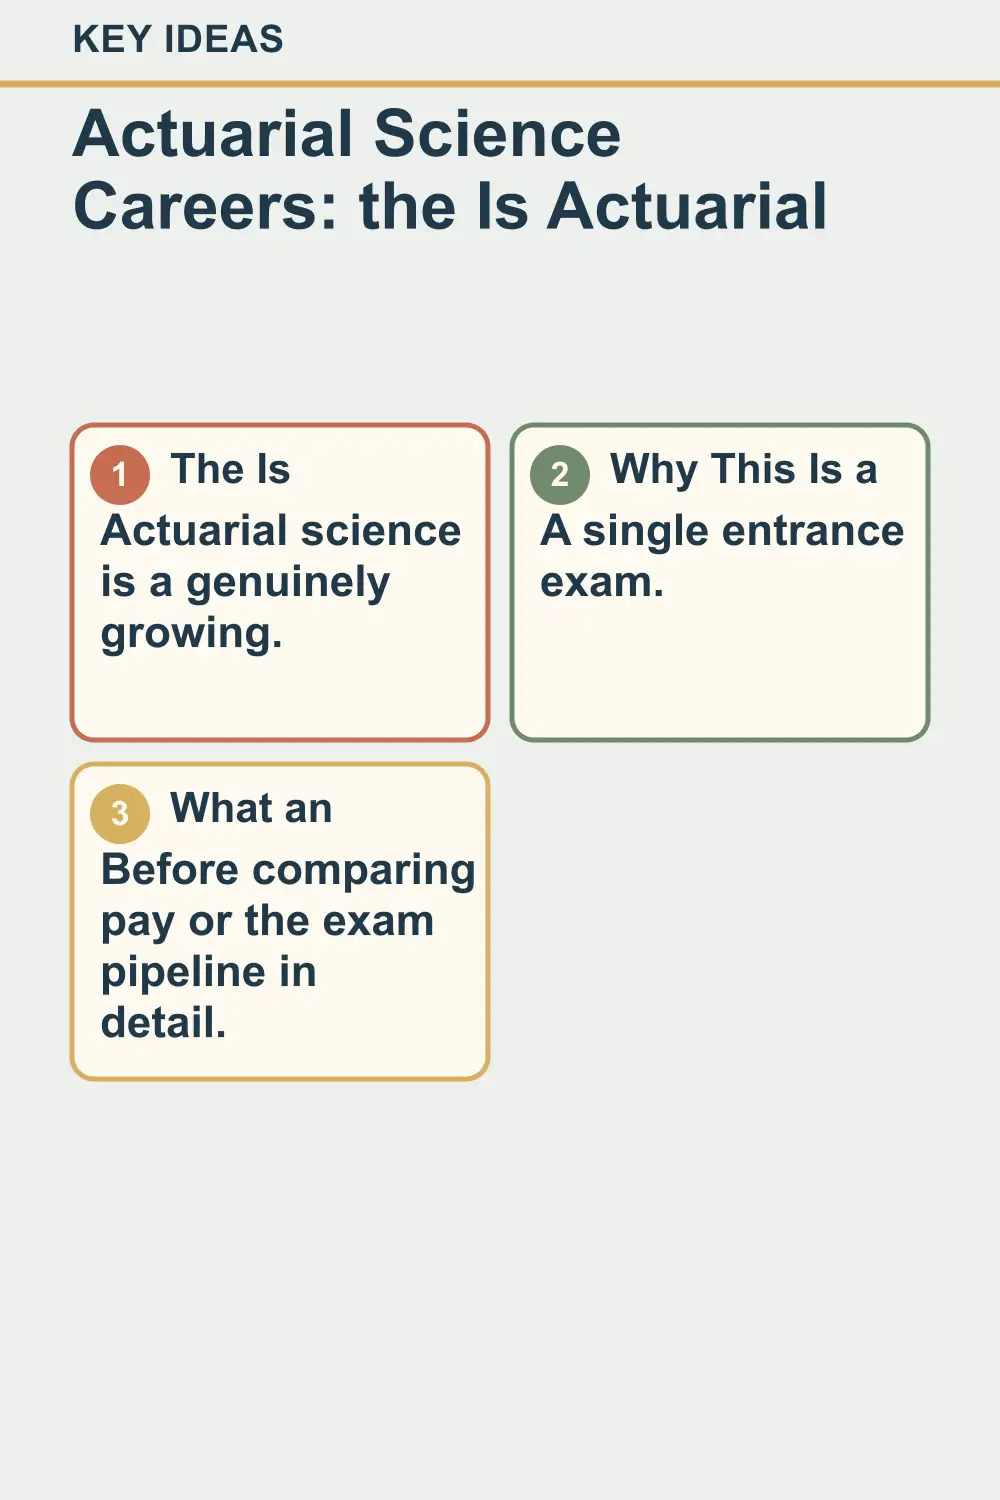 KEY IDEAS
Actuarial Science
Careers: the Is Actuarial
1 The Is
Actuarial science
is a genuinely
growing.
2 Why This Is a
A single entrance
exam.
3 What an
Before comparing
pay or the exam
pipeline in
detail.